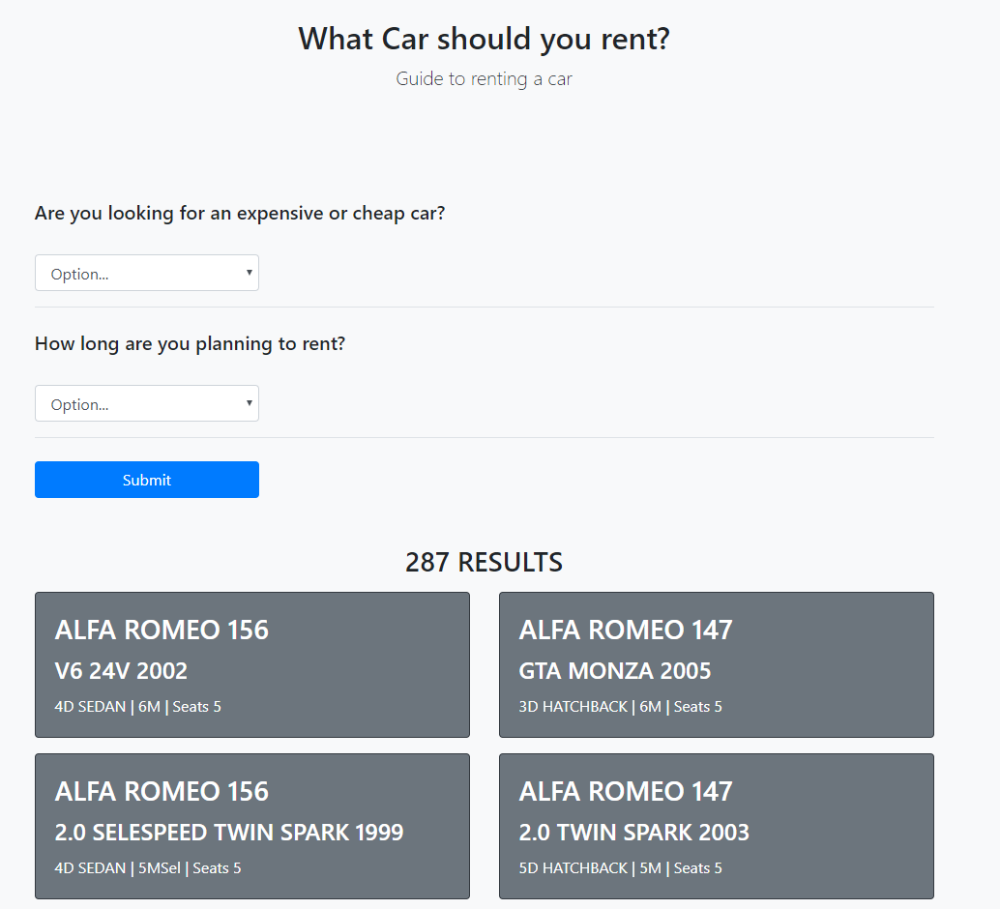 What Car should you rent?
Guide to renting a car
Are you looking for an expensive or cheap car?
Option...
How long are you planning to rent?
Option...
Submit
287 RESULTS
ALFA ROMEO 156
V6 24V 2002
4D SEDAN | 6M | Seats 5
ALFA ROMEO 147
GTA MONZA 2005
3D HATCHBACK | 6M | Seats 5
ALFA ROMEO 156
2.0 SELESPEED TWIN SPARK 1999
4D SEDAN | 5MSel | Seats 5
ALFA ROMEO 147
2.0 TWIN SPARK 2003
5D HATCHBACK | 5M | Seats 5